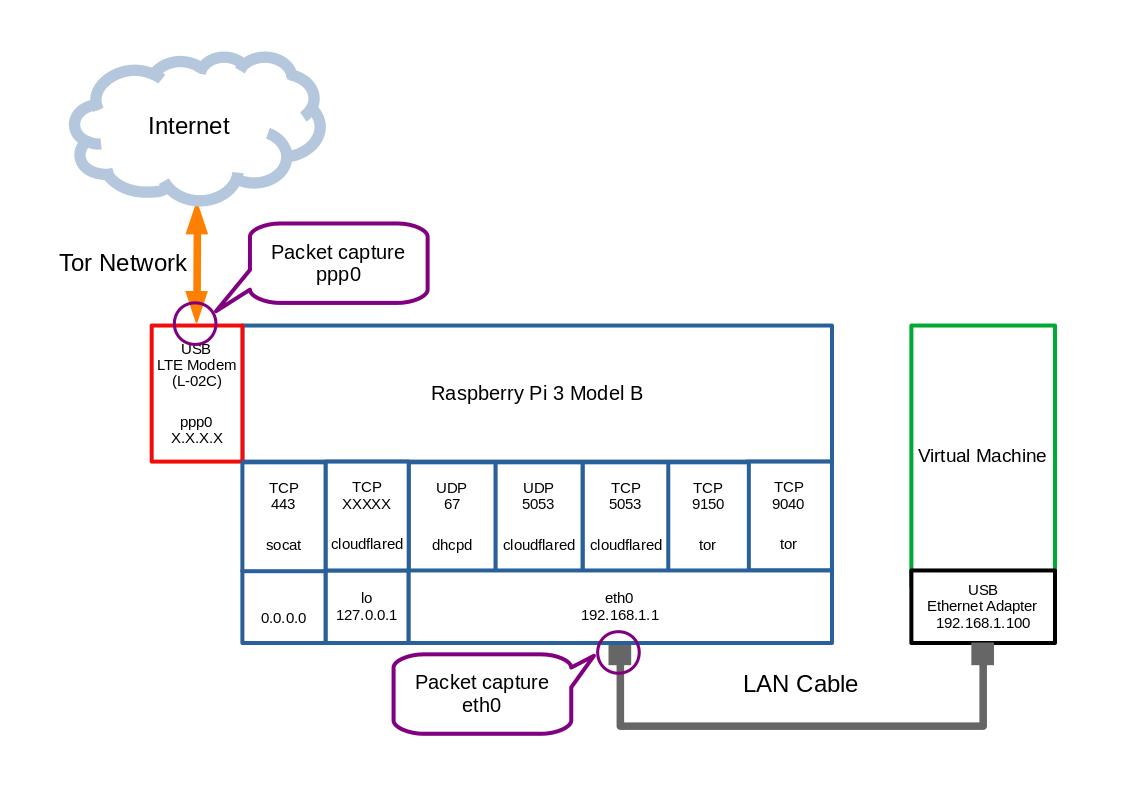 Internet
Tor Network
Packet capture
ppp0
USB
LTE Modem
(L-02C)
ppp0
X.X.X.X
Raspberry Pi 3 Model B
Virtual Machine
TCP
443
socat
TCP
XXXXX
cloudflared
UDP
67
dhcpd
UDP
5053
cloudflared
TCP
5053
cloudflared
TCP
9150
tor
TCP
9040
tor
0.0.0.0
lo
127.0.0.1
eth0
192.168.1.1
USB
Ethernet Adapter
192.168.1.100
Packet capture
eth0
LAN Cable